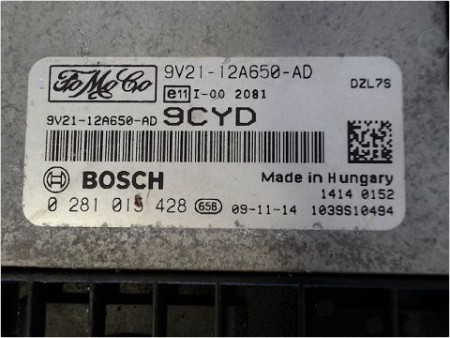 FoMoCo 9V21-12A650-AD DZL7S
e11 I-00 2081
9V21-12A650-AD 9CYD
BOSCH Made in Hungary
1414 0152
0 281 015 428 65B 09-11-14 1039S10494